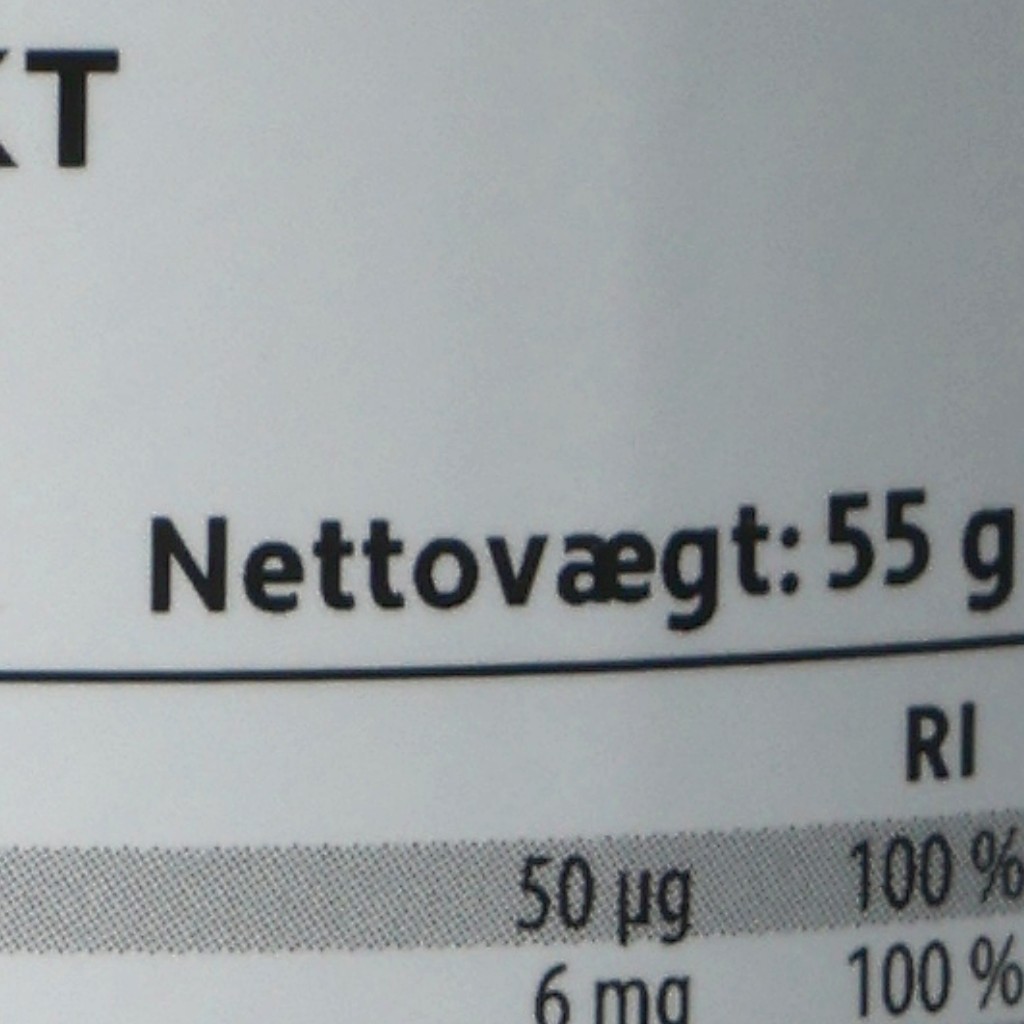 KT
Nettovægt: 55 g
RI
50 µg 100 %
6 mg 100 %